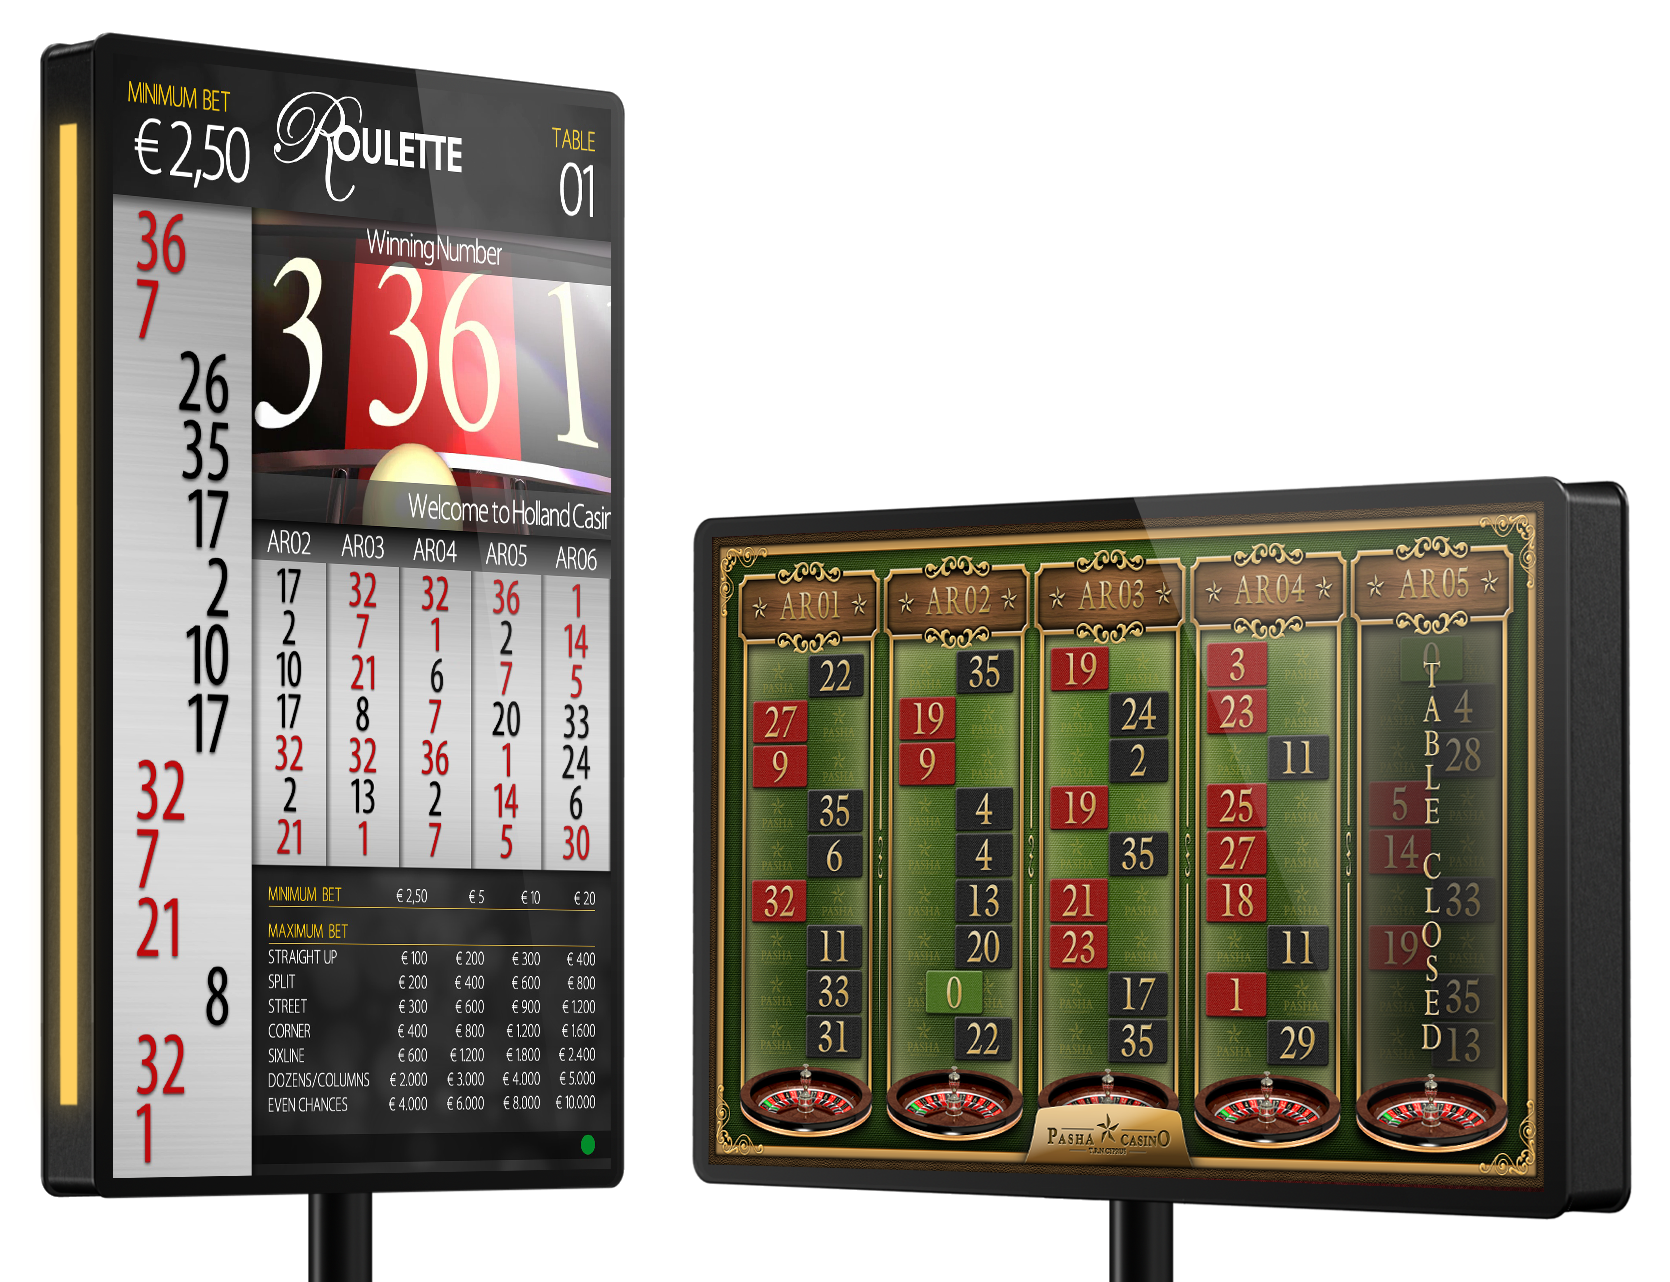 MINIMUM BET
€ 2,50
ROULETTE
TABLE
01
36
7
26
35
17
2
10
17
32
7
21
8
32
1
Winning Number
3 36 1
Welcome to Holland Casin
AR02 AR03 AR04 AR05 AR06
17 32 32 36 1
2 7 1 2 14
10 21 6 7 5
17 8 7 20 33
32 32 36 1 24
2 13 2 14 6
21 1 7 5 30
MINIMUM BET € 2,50 € 5 € 10 € 20
MAXIMUM BET
STRAIGHT UP € 100 € 200 € 300 € 400
SPLIT € 200 € 400 € 600 € 800
STREET € 300 € 600 € 900 € 1.200
CORNER € 400 € 800 € 1.200 € 1.600
SIXLINE € 600 € 1.200 € 1.800 € 2.400
DOZENS/COLUMNS € 2.000 € 3.000 € 4.000 € 5.000
EVEN CHANCES € 4.000 € 6.000 € 8.000 € 10.000
AR01 AR02 AR03 AR04 AR05
22 35 19 3 0
27 19 24 23 4
9 9 2 11 28
35 4 19 25 5
6 4 35 27 14
32 13 21 18 33
11 20 23 11 19
33 0 17 1 35
31 22 35 29 13
TABLE CLOSED
PASHA CASINO